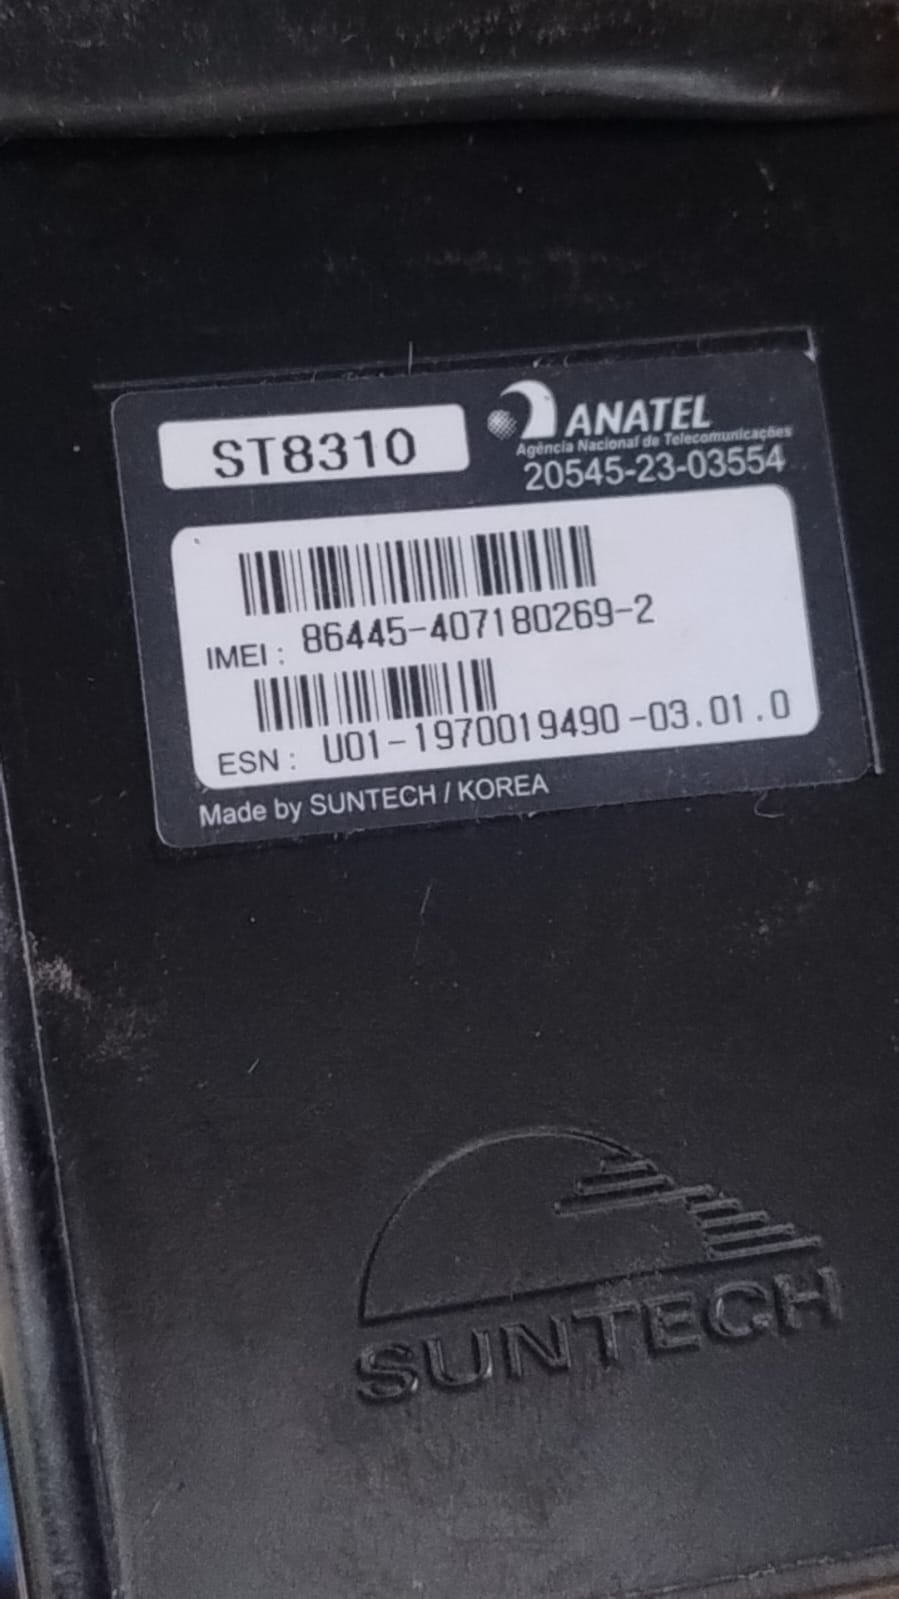 ST8310
ANATEL
Agência Nacional de Telecomunicações
20545-23-03554
IMEI : 86445-407180269-2
ESN : U01-1970019490-03.01.0
Made by SUNTECH / KOREA
SUNTECH